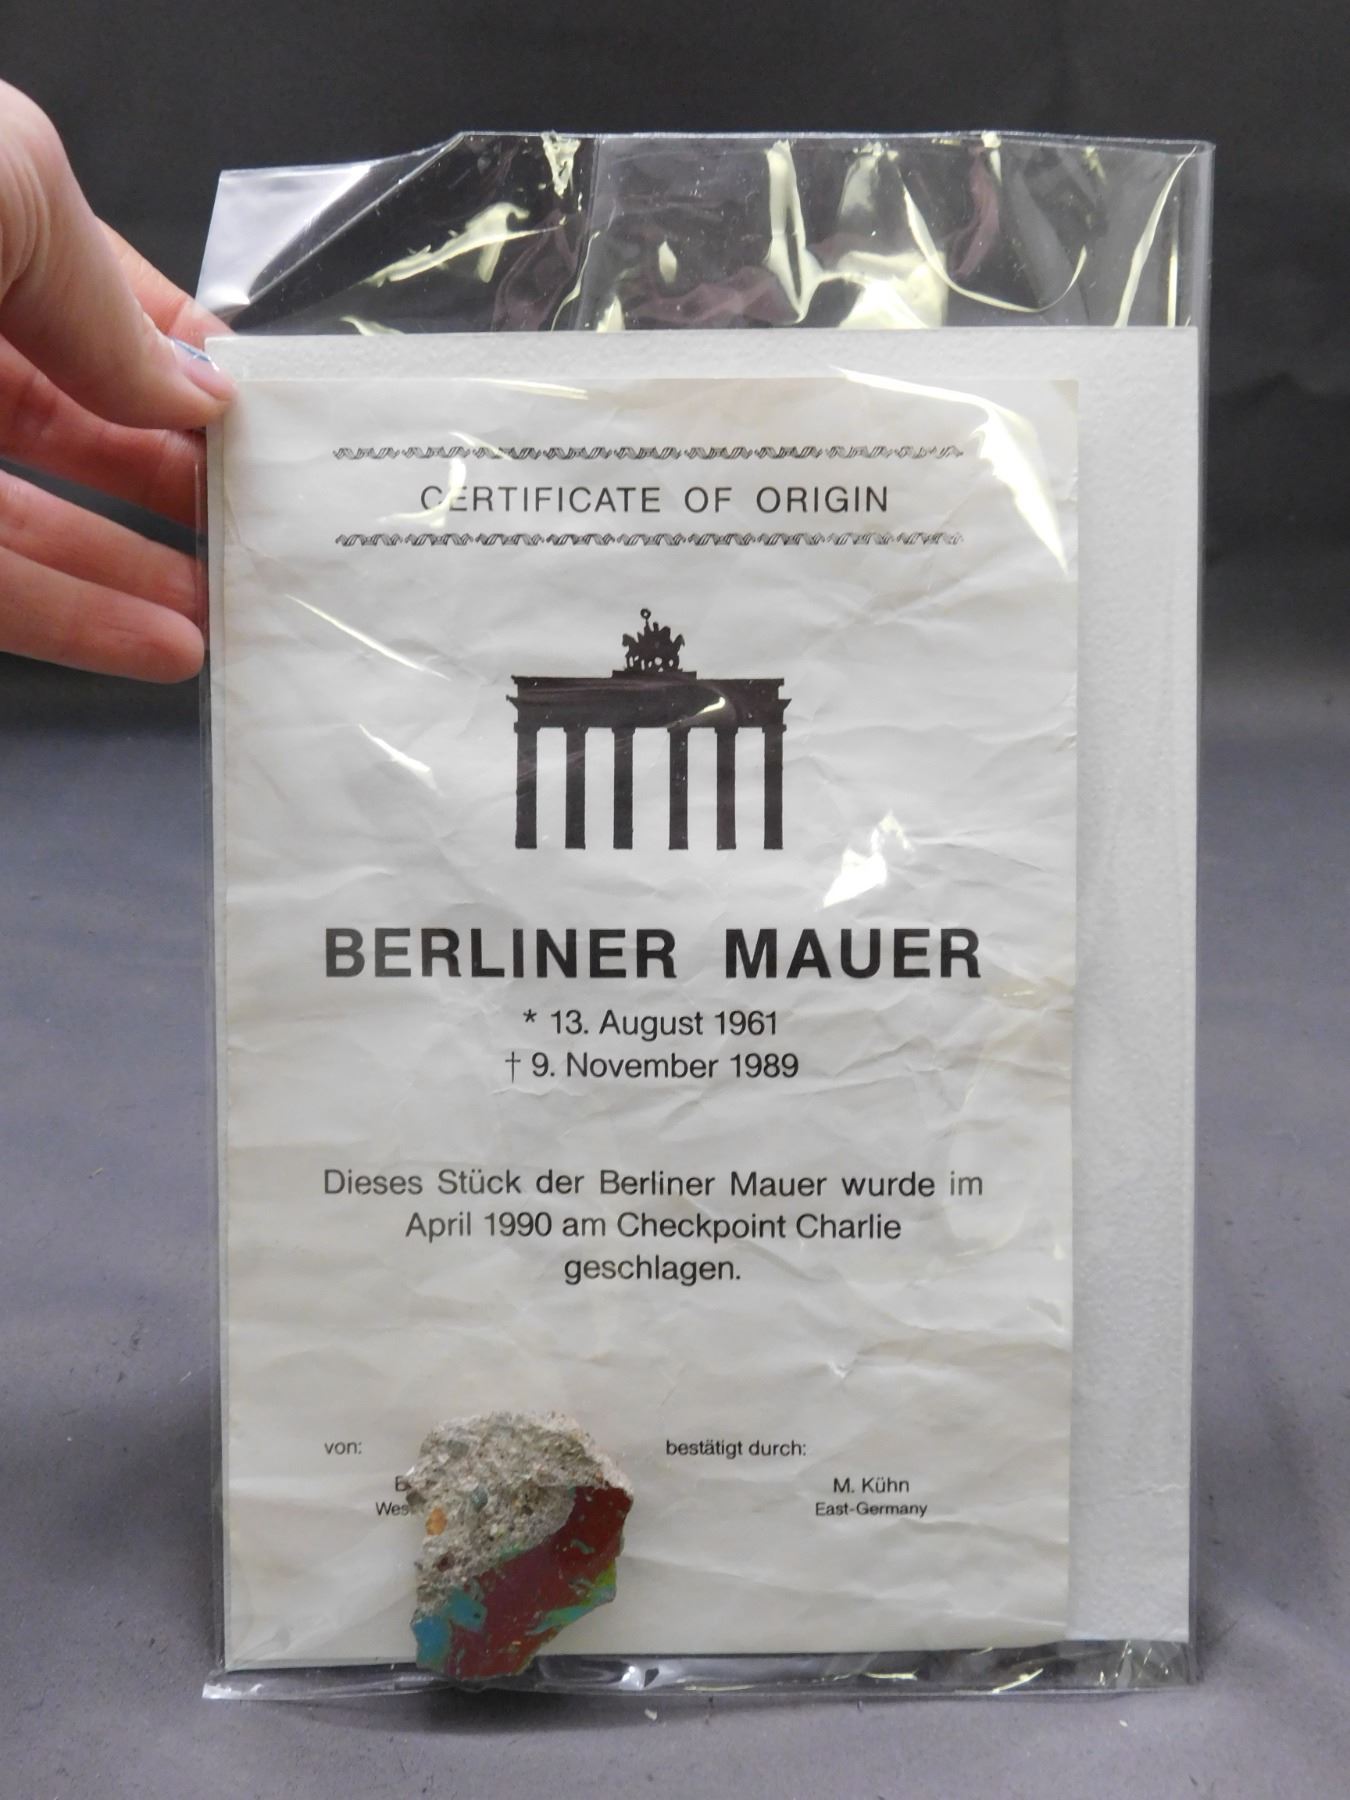 CERTIFICATE OF ORIGIN
BERLINER MAUER
* 13. August 1961
† 9. November 1989
Dieses Stück der Berliner Mauer wurde im
April 1990 am Checkpoint Charlie
geschlagen.
von:
bestätigt durch:
M. Kühn
East-Germany